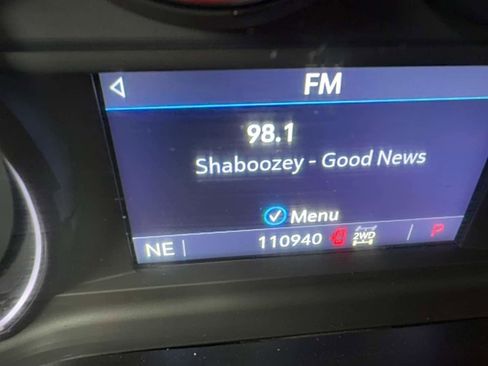 FM
98.1
Shaboozey - Good News
Menu
NE 110940 2WD P